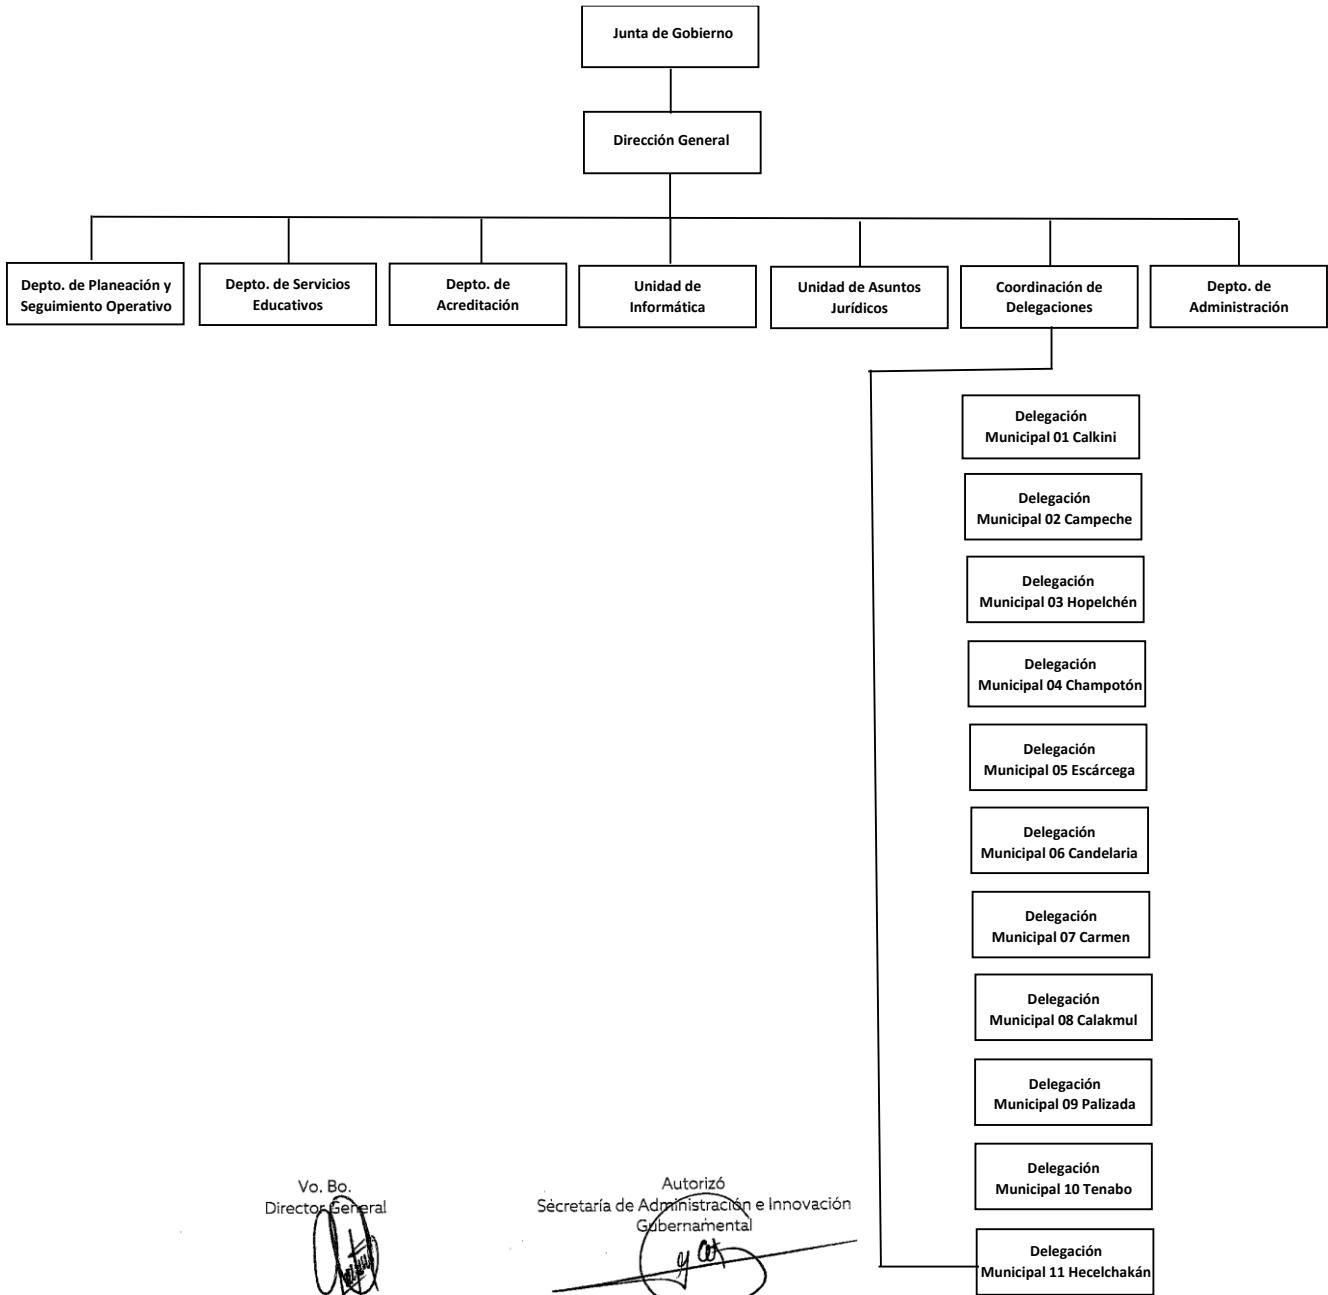 Junta de Gobierno
Dirección General
Depto. de Planeación y
Seguimiento Operativo
Depto. de Servicios
Educativos
Depto. de
Acreditación
Unidad de
Informática
Unidad de Asuntos
Jurídicos
Coordinación de
Delegaciones
Depto. de
Administración
Delegación
Municipal 01 Calkini
Delegación
Municipal 02 Campeche
Delegación
Municipal 03 Hopelchén
Delegación
Municipal 04 Champotón
Delegación
Municipal 05 Escárcega
Delegación
Municipal 06 Candelaria
Delegación
Municipal 07 Carmen
Delegación
Municipal 08 Calakmul
Delegación
Municipal 09 Palizada
Delegación
Municipal 10 Tenabo
Delegación
Municipal 11 Hecelchakán
Vo. Bo.
Director General
Autorizó
Secretaría de Administración e Innovación
Gubernamental